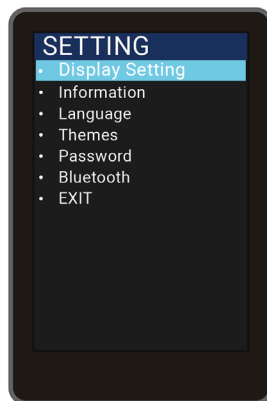 SETTING
• Display Setting
• Information
• Language
• Themes
• Password
• Bluetooth
• EXIT